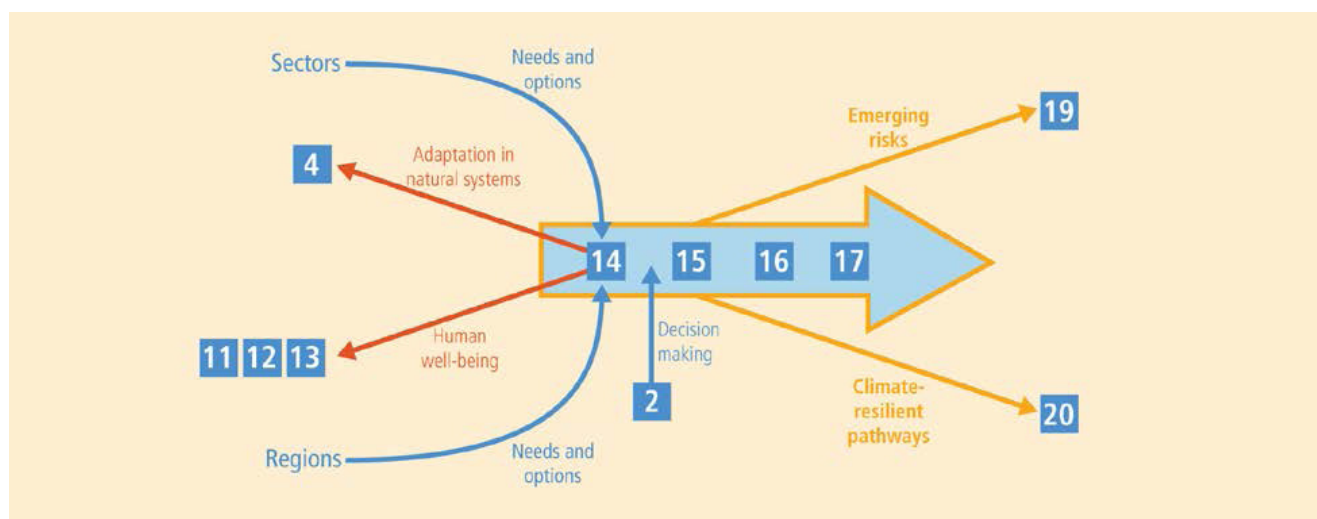 Sectors
Needs and
options
4
Adaptation in
natural systems
Emerging
risks
19
14
15
16
17
11 12 13
Human
well-being
Decision
making
2
Climate-
resilient
pathways
20
Regions
Needs and
options